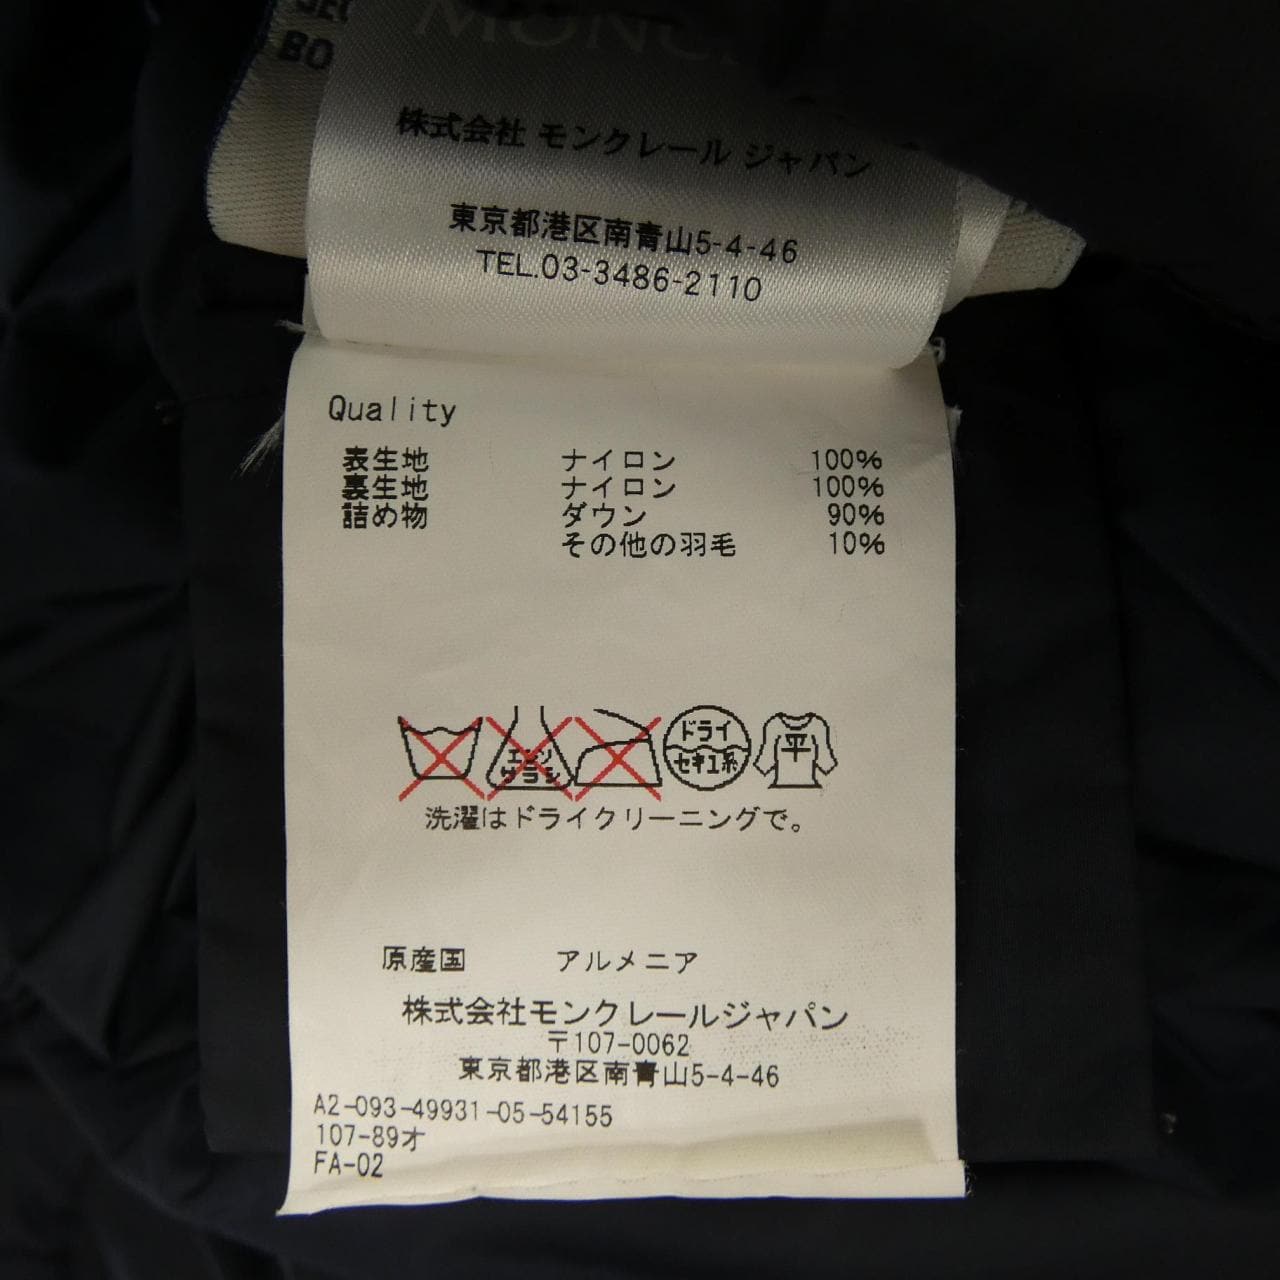 BO
MONC
株式会社 モンクレール ジャパン
東京都港区南青山5-4-46
TEL.03-3486-2110
Quality
表生地 ナイロン 100%
裏生地 ナイロン 100%
詰め物 ダウン 90%
その他の羽毛 10%
ドライ
セキユ系
平
洗濯はドライクリーニングで。
原産国 アルメニア
株式会社モンクレールジャパン
〒107-0062
東京都港区南青山5-4-46
A2-093-49931-05-54155
107-89オ
FA-02